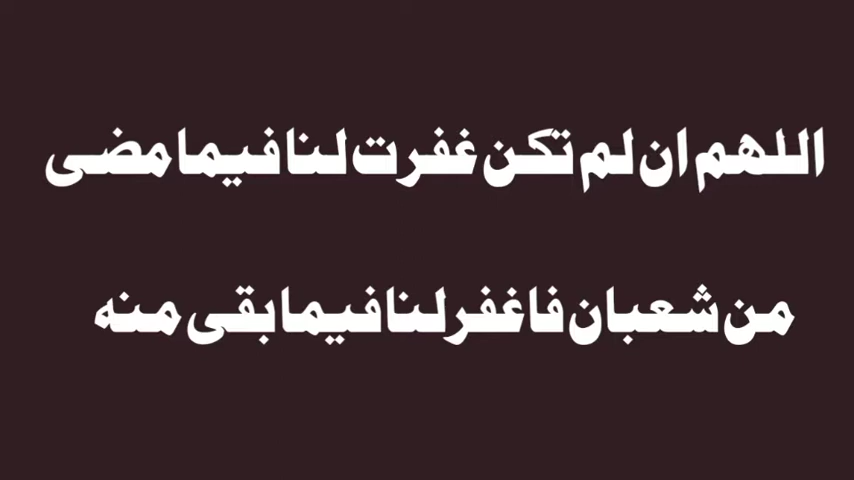 اللهم ان لم تكن غفرت لنا فيما مضى
من شعبان فاغفر لنا فيما بقى منه